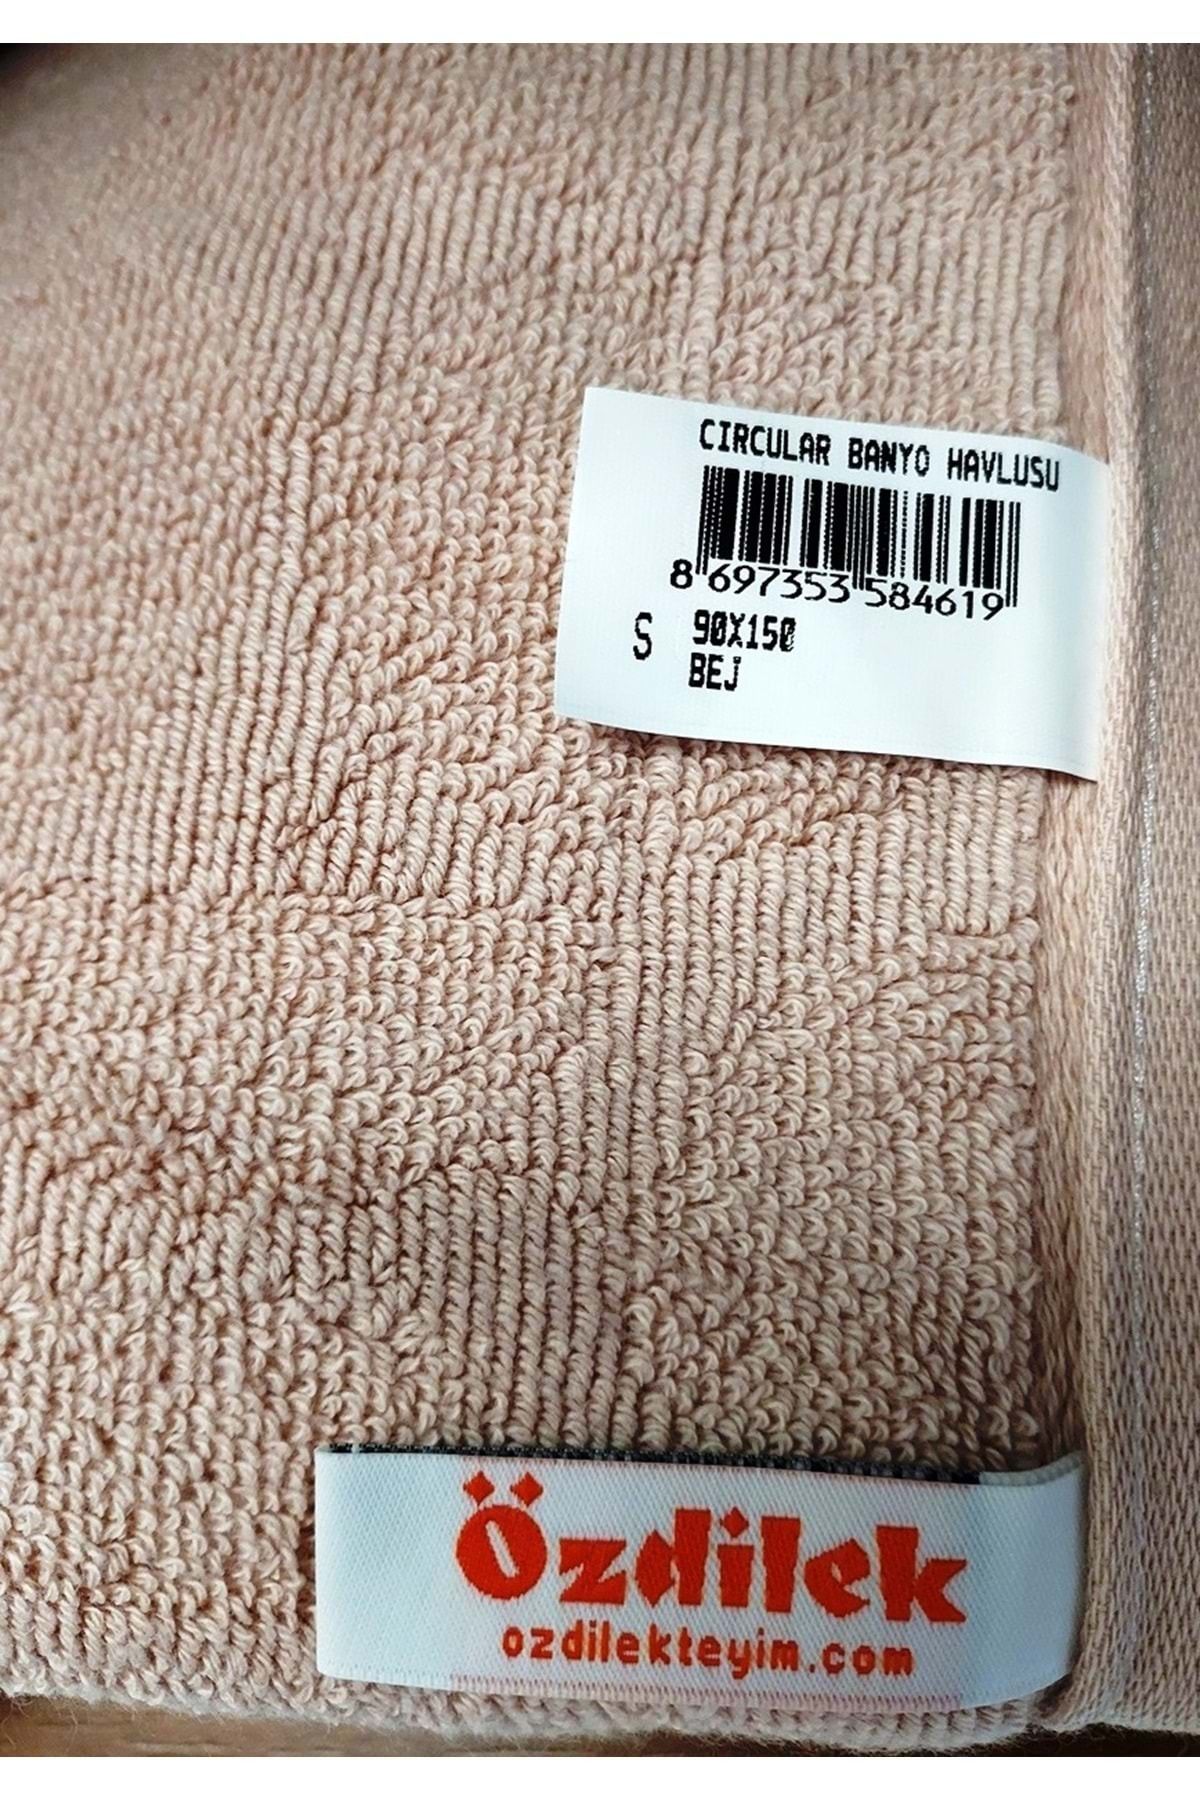 CIRCULAR BANYO HAVLUSU
8 697353 584619
S 90X150
BEJ
Özdilek
ozdilekteyim.com